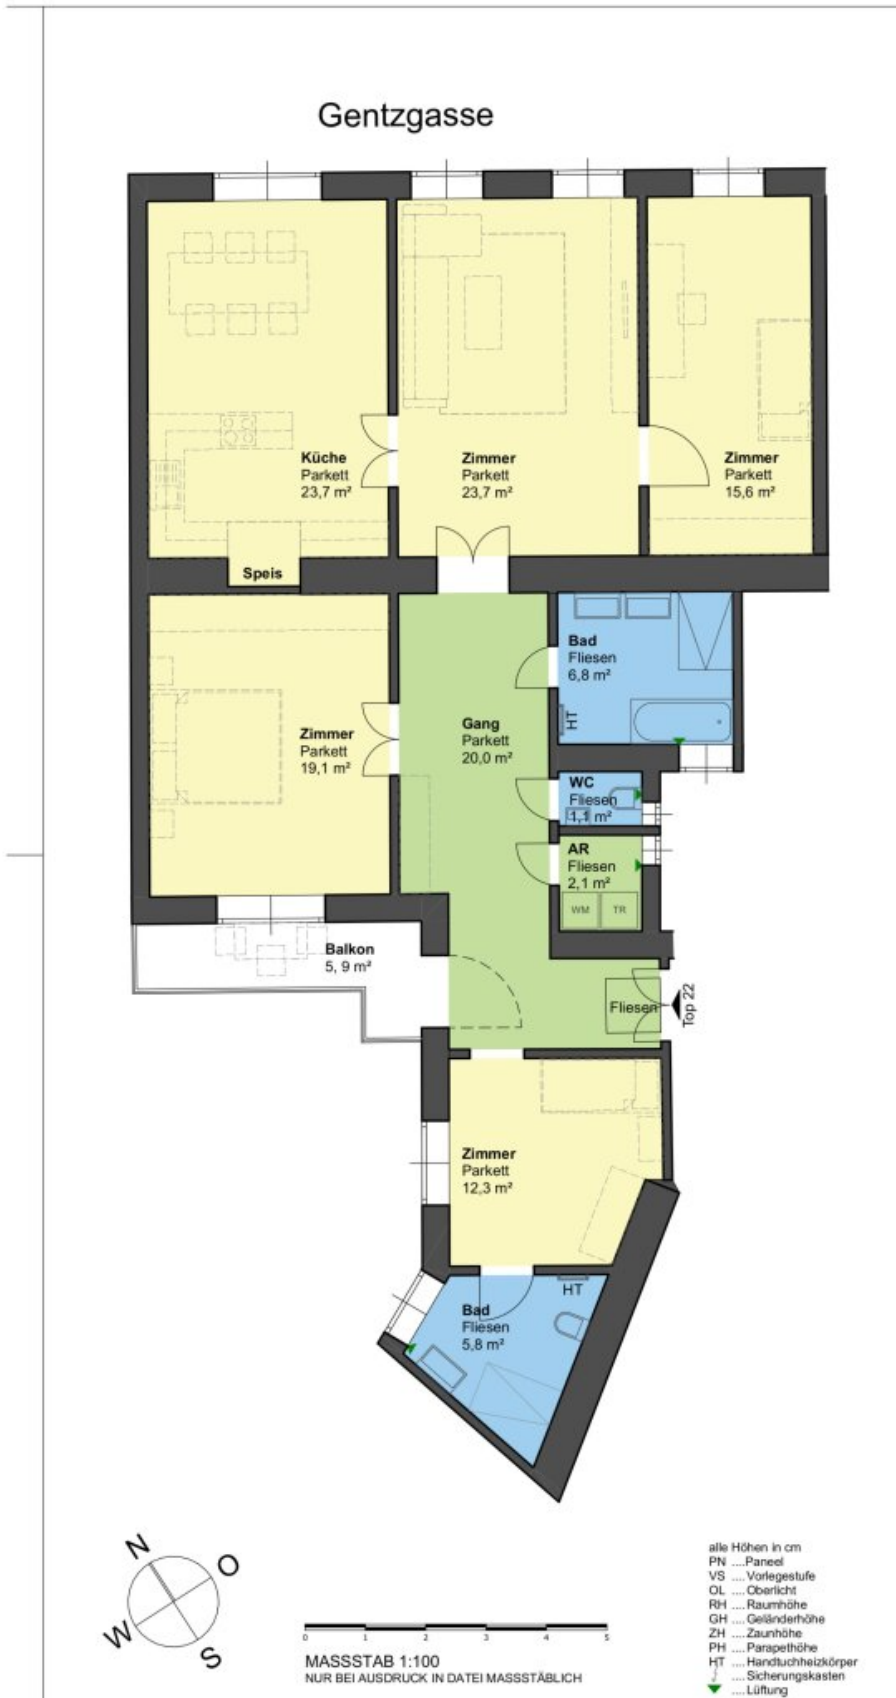 Gentzgasse
Küche
Parkett
23,7 m²
Zimmer
Parkett
23,7 m²
Zimmer
Parkett
15,6 m²
Speis
Bad
Fliesen
6,8 m²
HT
Zimmer
Parkett
19,1 m²
Gang
Parkett
20,0 m²
WC
Fliesen
1,1 m²
AR
Fliesen
2,1 m²
WM
TR
Balkon
5, 9 m²
Fliesen
Top 22
Zimmer
Parkett
12,3 m²
HT
Bad
Fliesen
5,8 m²
N
O
W
S
0 1 2 3 4 5
MASSSTAB 1:100
NUR BEI AUSDRUCK IN DATEI MASSSTÄBLICH
alle Höhen in cm
PN ....Paneel
VS ....Vorlegestufe
OL ....Oberlicht
RH ....Raumhöhe
GH ....Geländerhöhe
ZH ....Zaunhöhe
PH ....Parapethöhe
HT ....Handtuchheizkörper
....Sicherungskasten
....Lüftung